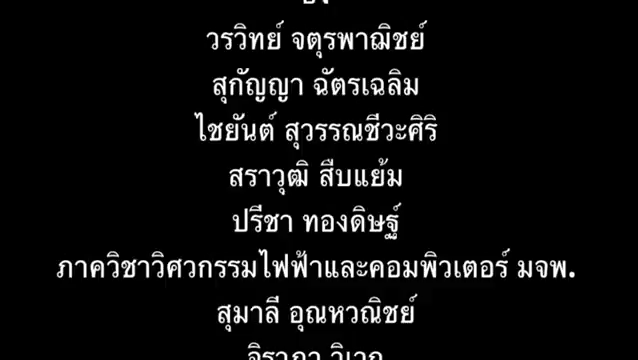 วรวิทย์ จตุรพาณิชย์
สุกัญญา ฉัตรเฉลิม
ไชยันต์ สุวรรณชีวะศิริ
สราวุฒิ สืบแย้ม
ปรีชา ทองดิษฐ์
ภาควิชาวิศวกรรมไฟฟ้าและคอมพิวเตอร์ มจพ.
สุมาลี อุณหวณิชย์